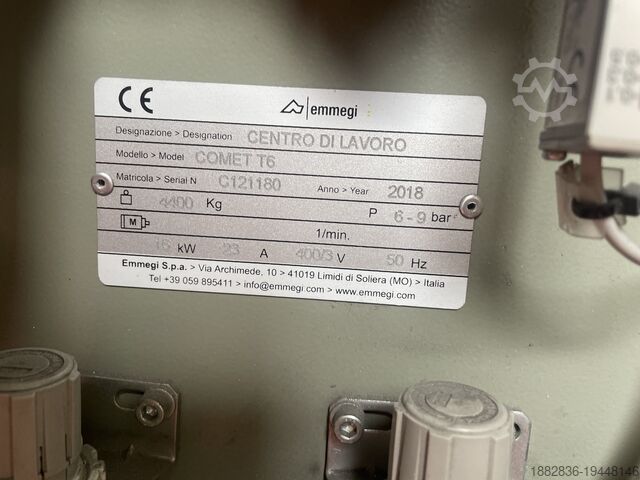 CE emmegi
Designazione > Designation CENTRO DI LAVORO
Modello > Model COMET T6
Matricola > Serial N C121180 Anno > Year 2018
4400 Kg P 6-9 bar
M 1/min.
15 kW 23 A 400/3 V 50 Hz
Emmegi S.p.a. > Via Archimede, 10 > 41019 Limidi di Soliera (MO) > Italia
Tel +39 059 895411 > info@emmegi.com > www.emmegi.com
1882836-19448146